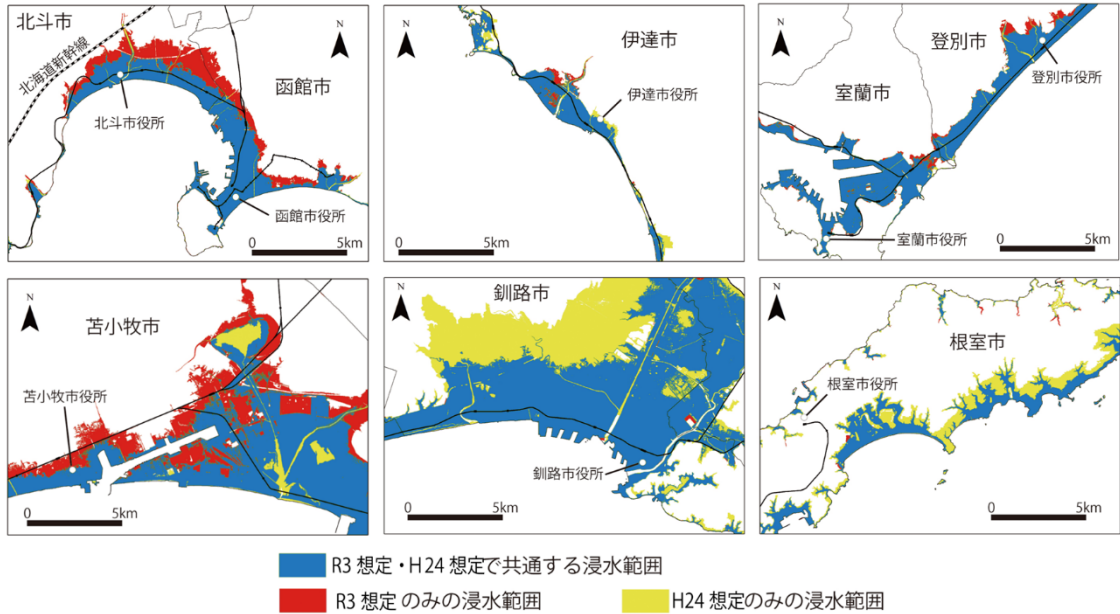 北斗市
北海道新幹線
函館市
北斗市役所
函館市役所
N
0 5km
伊達市
伊達市役所
N
0 5km
登別市
登別市役所
室蘭市
室蘭市役所
N
0 5km
苫小牧市
苫小牧市役所
N
0 5km
釧路市
釧路市役所
N
0 5km
根室市
根室市役所
N
0 5km
R3 想定・H24 想定で共通する浸水範囲
R3 想定 のみの浸水範囲
H24 想定のみの浸水範囲